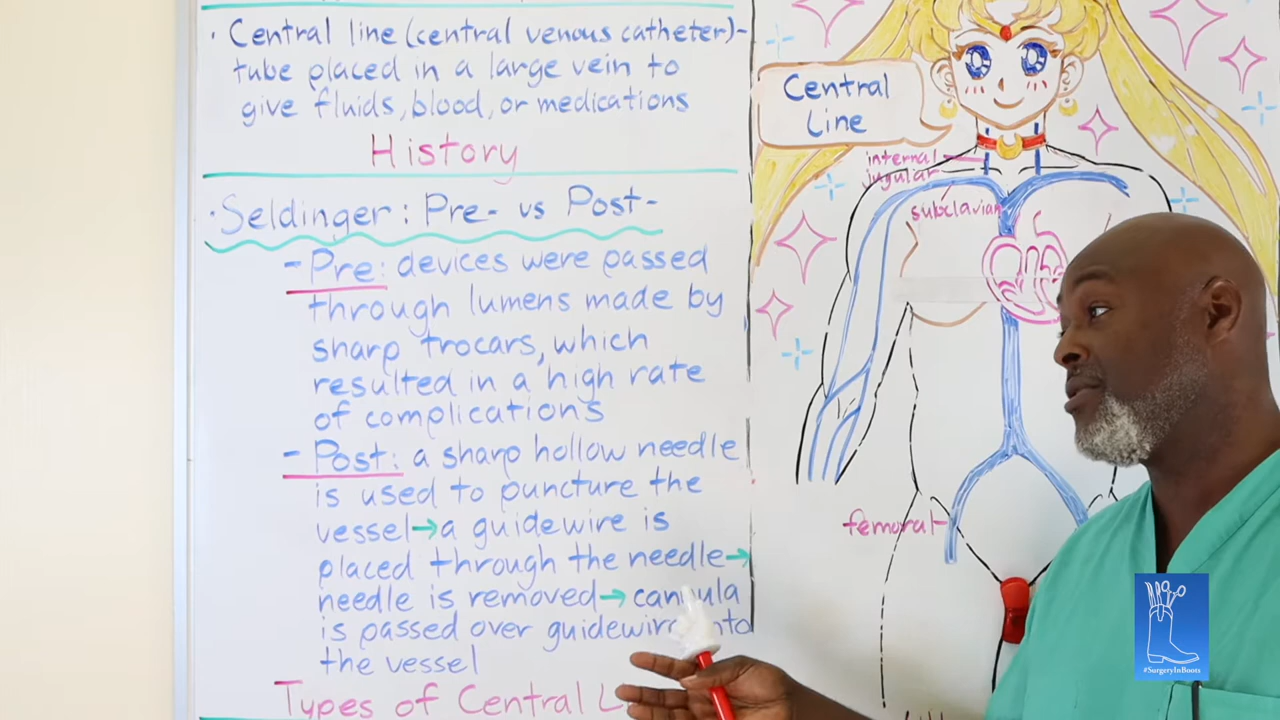 · Central line (central venous catheter)-
tube placed in a large vein to
give fluids, blood, or medications
History
· Seldinger: Pre- vs Post-
- Pre: devices were passed
through lumens made by
sharp trocars, which
resulted in a high rate
of complications
- Post: a sharp hollow needle
is used to puncture the
vessel→a guidewire is
placed through the needle→
needle is removed→cannula
is passed over guidewire into
the vessel
Types of Central
Central
Line
internal
jugular
subclavian
femoral
#SurgeryInBoots